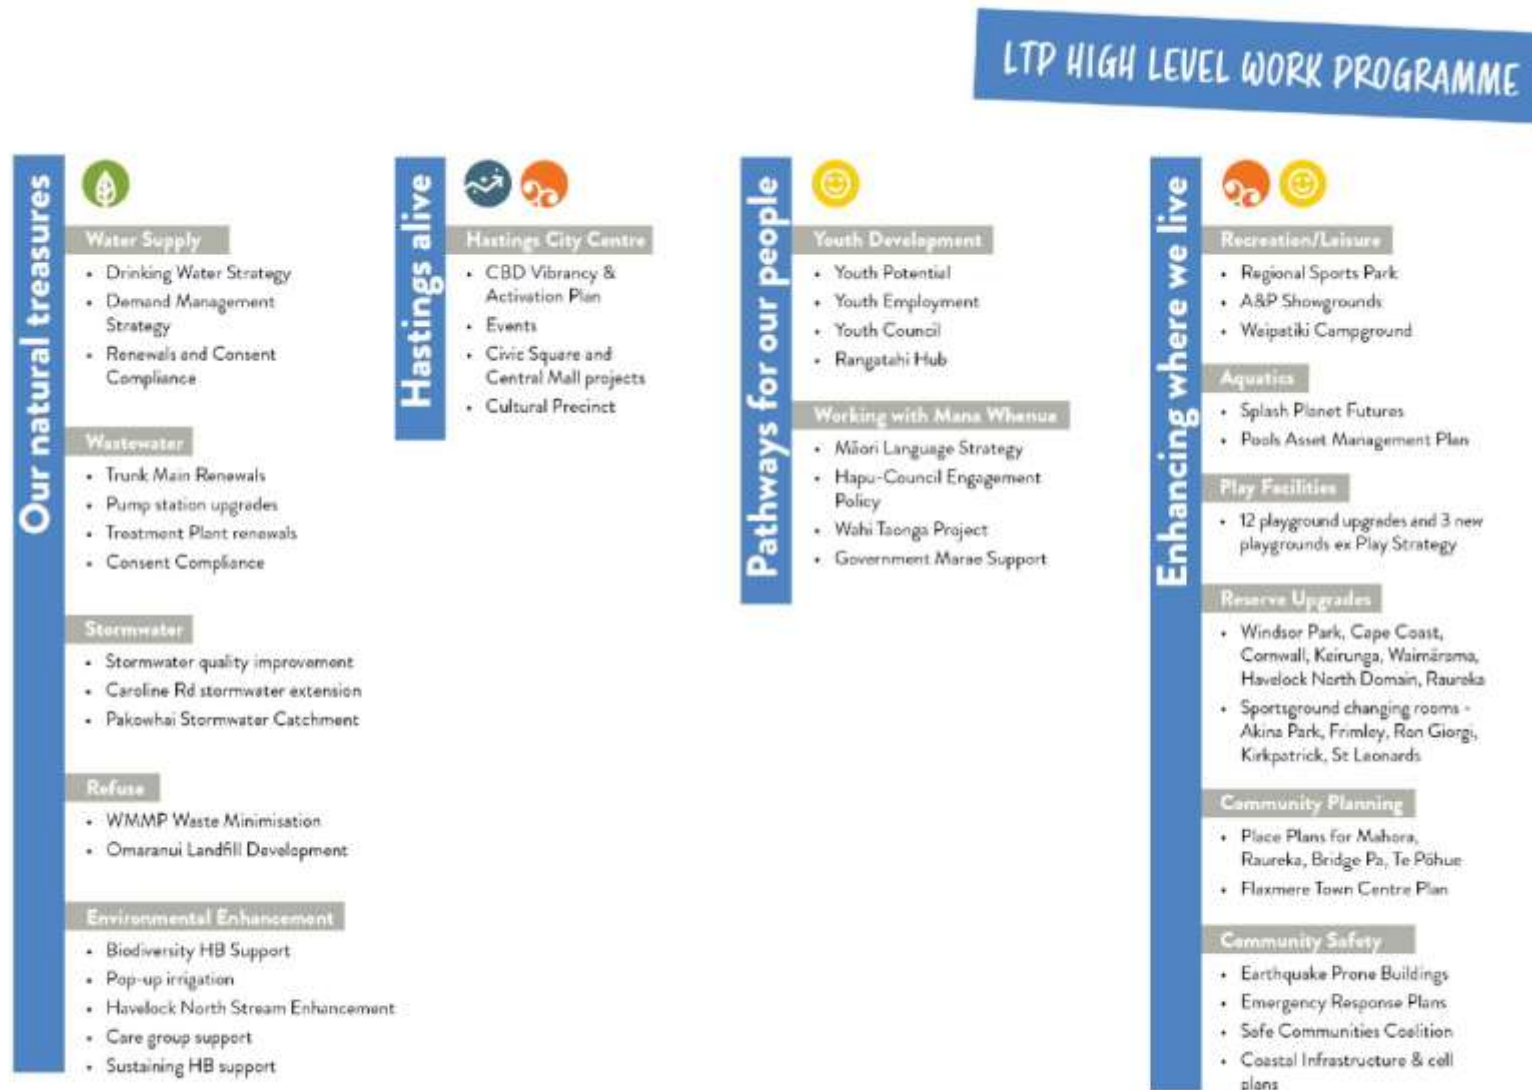 LTP HIGH LEVEL WORK PROGRAMME
Our natural treasures
Water Supply
• Drinking Water Strategy
• Demand Management
Strategy
• Renewals and Consent
Compliance
Wastewater
• Trunk Main Renewals
• Pump station upgrades
• Treatment Plant renewals
• Consent Compliance
Stormwater
• Stormwater quality improvement
• Caroline Rd stormwater extension
• Pakowhai Stormwater Catchment
Refuse
• WMMP Waste Minimisation
• Omaranui Landfill Development
Environmental Enhancement
• Biodiversity HB Support
• Pop-up irrigation
• Havelock North Stream Enhancement
• Care group support
• Sustaining HB support
Hastings alive
Hastings City Centre
• CBD Vibrancy &
Activation Plan
• Events
• Civic Square and
Central Mall projects
• Cultural Precinct
Pathways for our people
Youth Development
• Youth Potential
• Youth Employment
• Youth Council
• Rangatahi Hub
Working with Mana Whenua
• Māori Language Strategy
• Hapu-Council Engagement
Policy
• Wahi Taonga Project
• Government Marae Support
Enhancing where we live
Recreation/Leisure
• Regional Sports Park
• A&P Showgrounds
• Waipatiki Campground
Aquatics
• Splash Planet Futures
• Pools Asset Management Plan
Play Facilities
• 12 playground upgrades and 3 new
playgrounds ex Play Strategy
Reserve Upgrades
• Windsor Park, Cape Coast,
Cornwall, Keirunga, Waimārama,
Havelock North Domain, Raureka
• Sportsground changing rooms -
Akina Park, Frimley, Ron Giorgi,
Kirkpatrick, St Leonards
Community Planning
• Place Plans for Mahora,
Raureka, Bridge Pa, Te Pōhue
• Flaxmere Town Centre Plan
Community Safety
• Earthquake Prone Buildings
• Emergency Response Plans
• Safe Communities Coalition
• Coastal Infrastructure & cell
plans